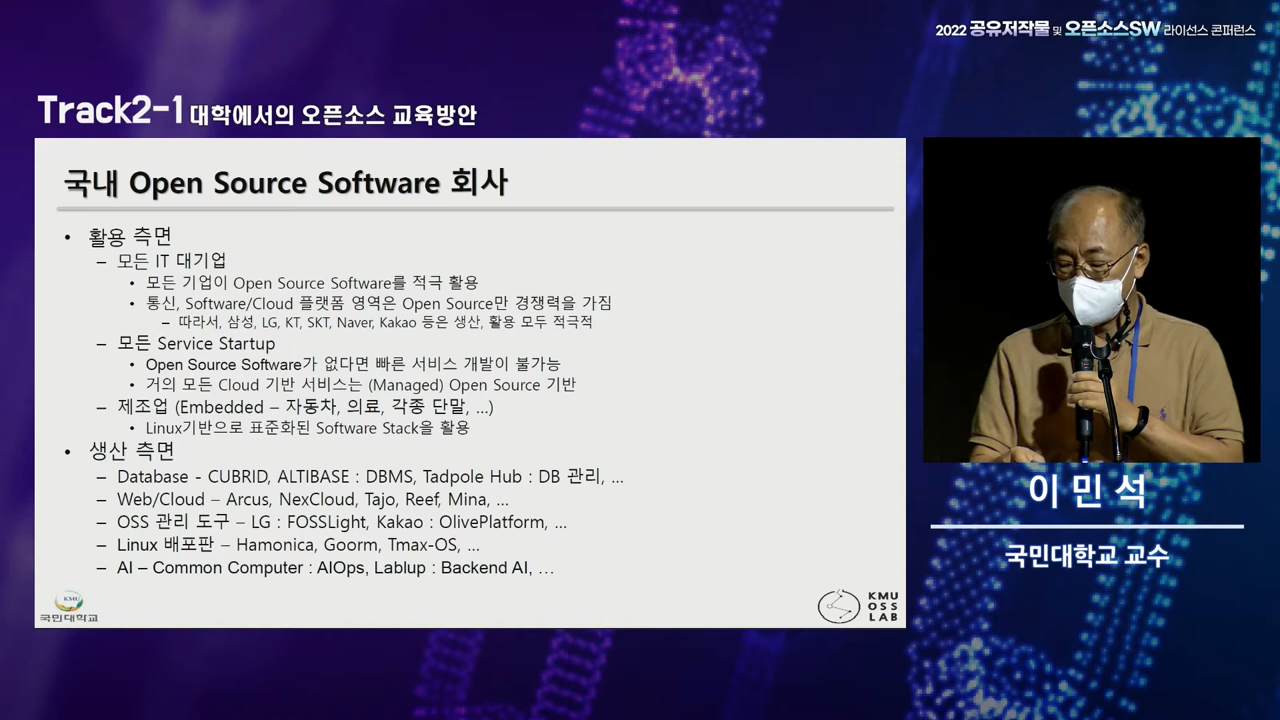 2022 공유저작물 및 오픈소스SW 라이선스 콘퍼런스
Track2-1 대학에서의 오픈소스 교육방안
국내 Open Source Software 회사
• 활용 측면
– 모든 IT 대기업
• 모든 기업이 Open Source Software를 적극 활용
• 통신, Software/Cloud 플랫폼 영역은 Open Source만 경쟁력을 가짐
– 따라서, 삼성, LG, KT, SKT, Naver, Kakao 등은 생산, 활용 모두 적극적
– 모든 Service Startup
• Open Source Software가 없다면 빠른 서비스 개발이 불가능
• 거의 모든 Cloud 기반 서비스는 (Managed) Open Source 기반
– 제조업 (Embedded – 자동차, 의료, 각종 단말, ...)
• Linux기반으로 표준화된 Software Stack을 활용
• 생산 측면
– Database - CUBRID, ALTIBASE : DBMS, Tadpole Hub : DB 관리, ...
– Web/Cloud – Arcus, NexCloud, Tajo, Reef, Mina, ...
– OSS 관리 도구 – LG : FOSSLight, Kakao : OlivePlatform, ...
– Linux 배포판 – Hamonica, Goorm, Tmax-OS, ...
– AI – Common Computer : AIOps, Lablup : Backend AI, ...
KMU
국민대학교
KMU
OSS
LAB
이민석
국민대학교 교수